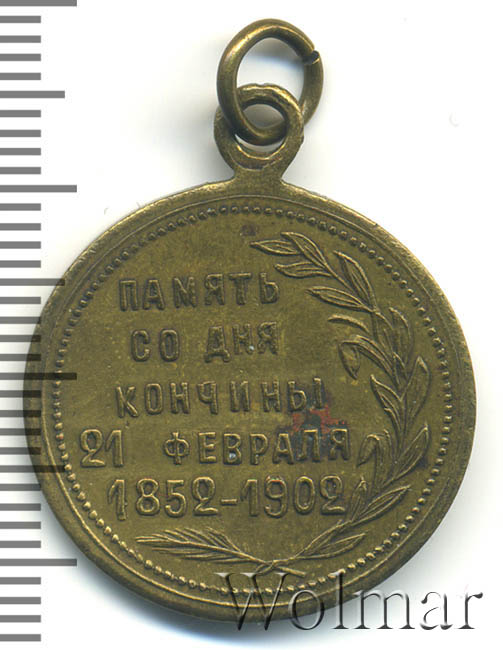 ПАМЯТЬ
СО ДНЯ
КОНЧИНЫ
21 ФЕВРАЛЯ
1852-1902
Wolmar